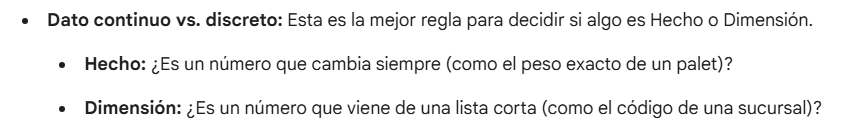 • Dato continuo vs. discreto: Esta es la mejor regla para decidir si algo es Hecho o Dimensión.
• Hecho: ¿Es un número que cambia siempre (como el peso exacto de un palet)?
• Dimensión: ¿Es un número que viene de una lista corta (como el código de una sucursal)?